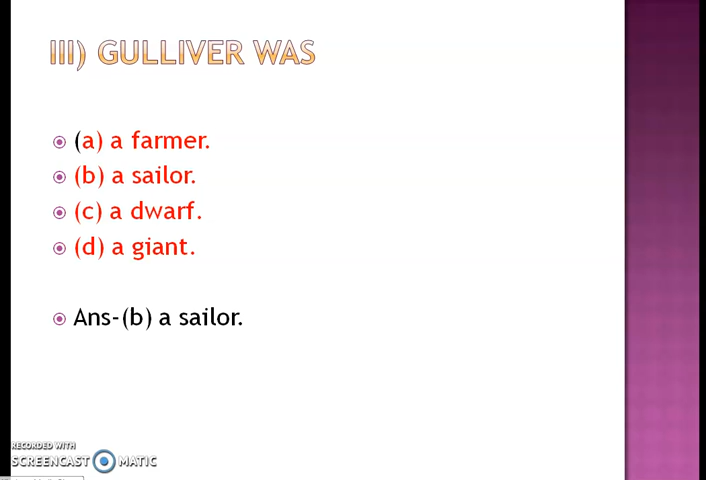 III) GULLIVER WAS
(a) a farmer.
(b) a sailor.
(c) a dwarf.
(d) a giant.
Ans-(b) a sailor.
RECORDED WITH
SCREENCAST MATIC